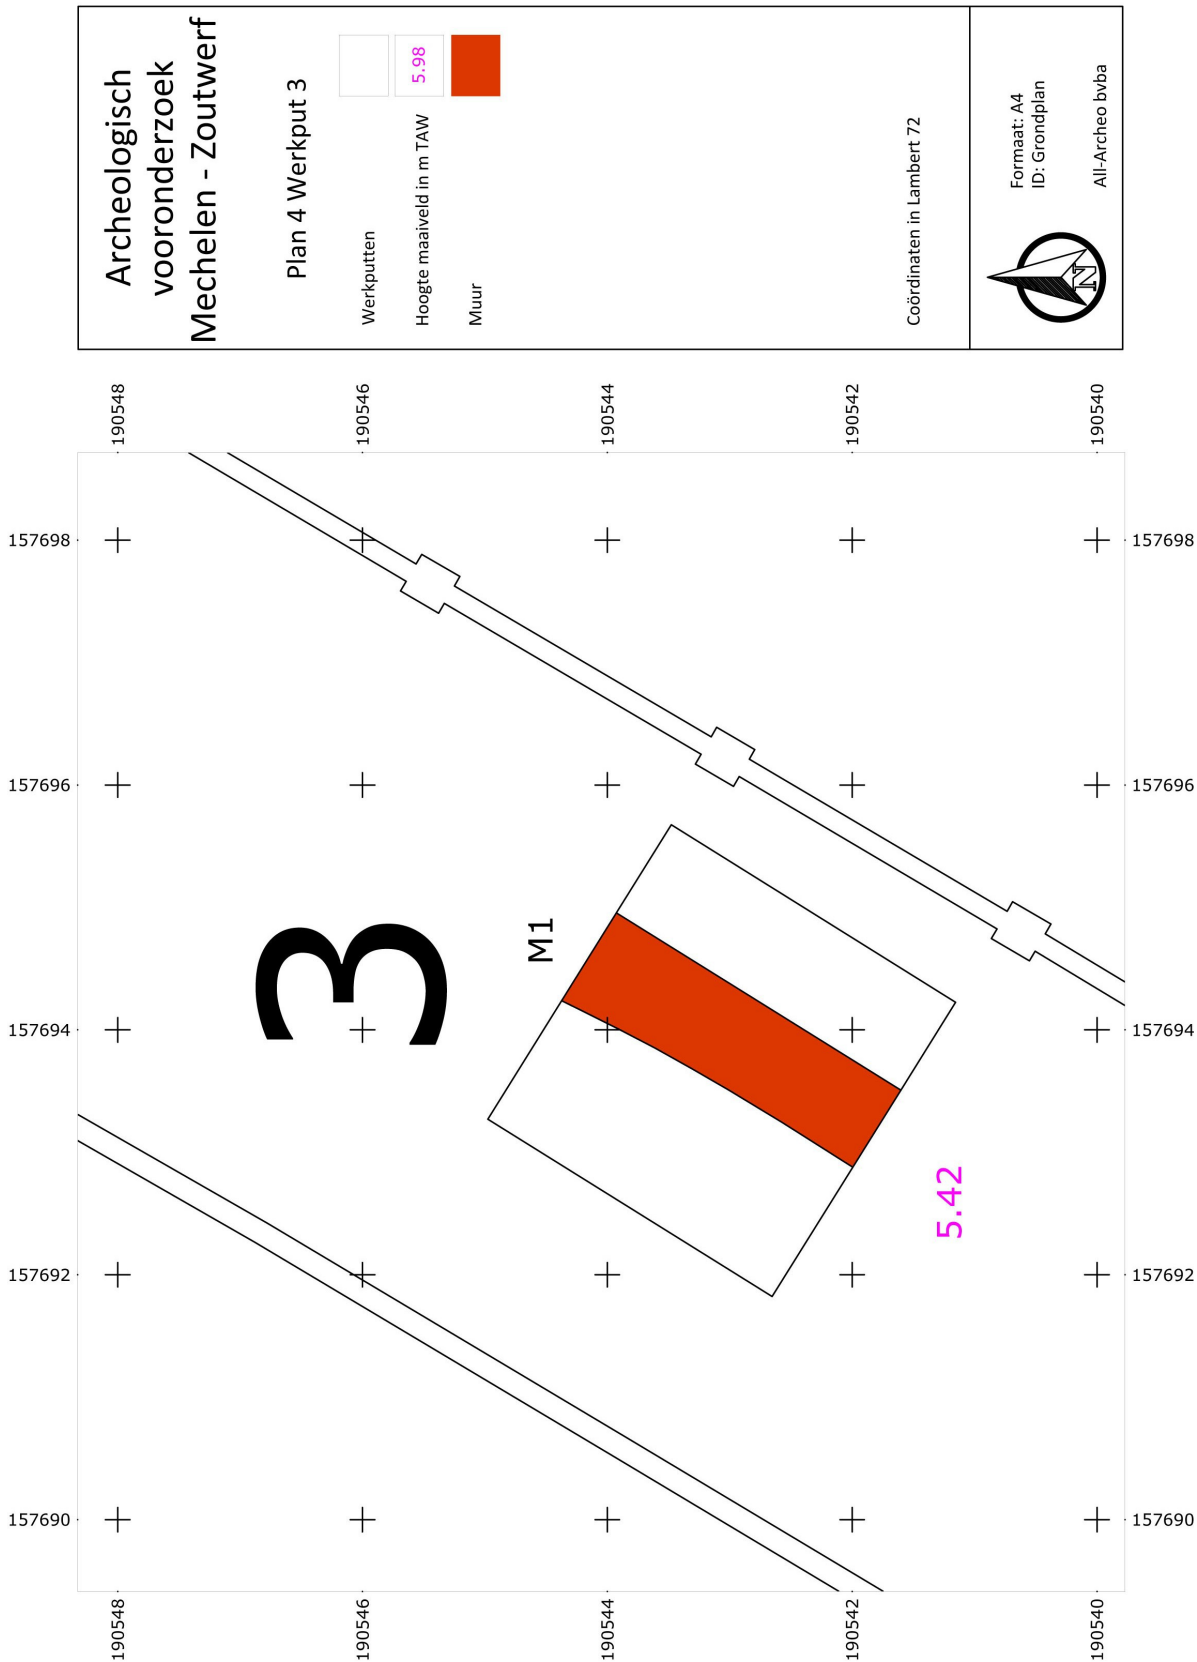 Archeologisch
vooronderzoek
Mechelen - Zoutwerf
Plan 4 Werkput 3
Werkputten
Hoogte maaiveld in m TAW 5.98
Muur
Coördinaten in Lambert 72
Formaat: A4
ID: Grondplan
All-Archeo bvba
N
190548
190546
190544
190542
190540
157698
157698
157696
157696
157694
157694
157692
157692
157690
157690
3
M1
5.42
190548
190546
190544
190542
190540